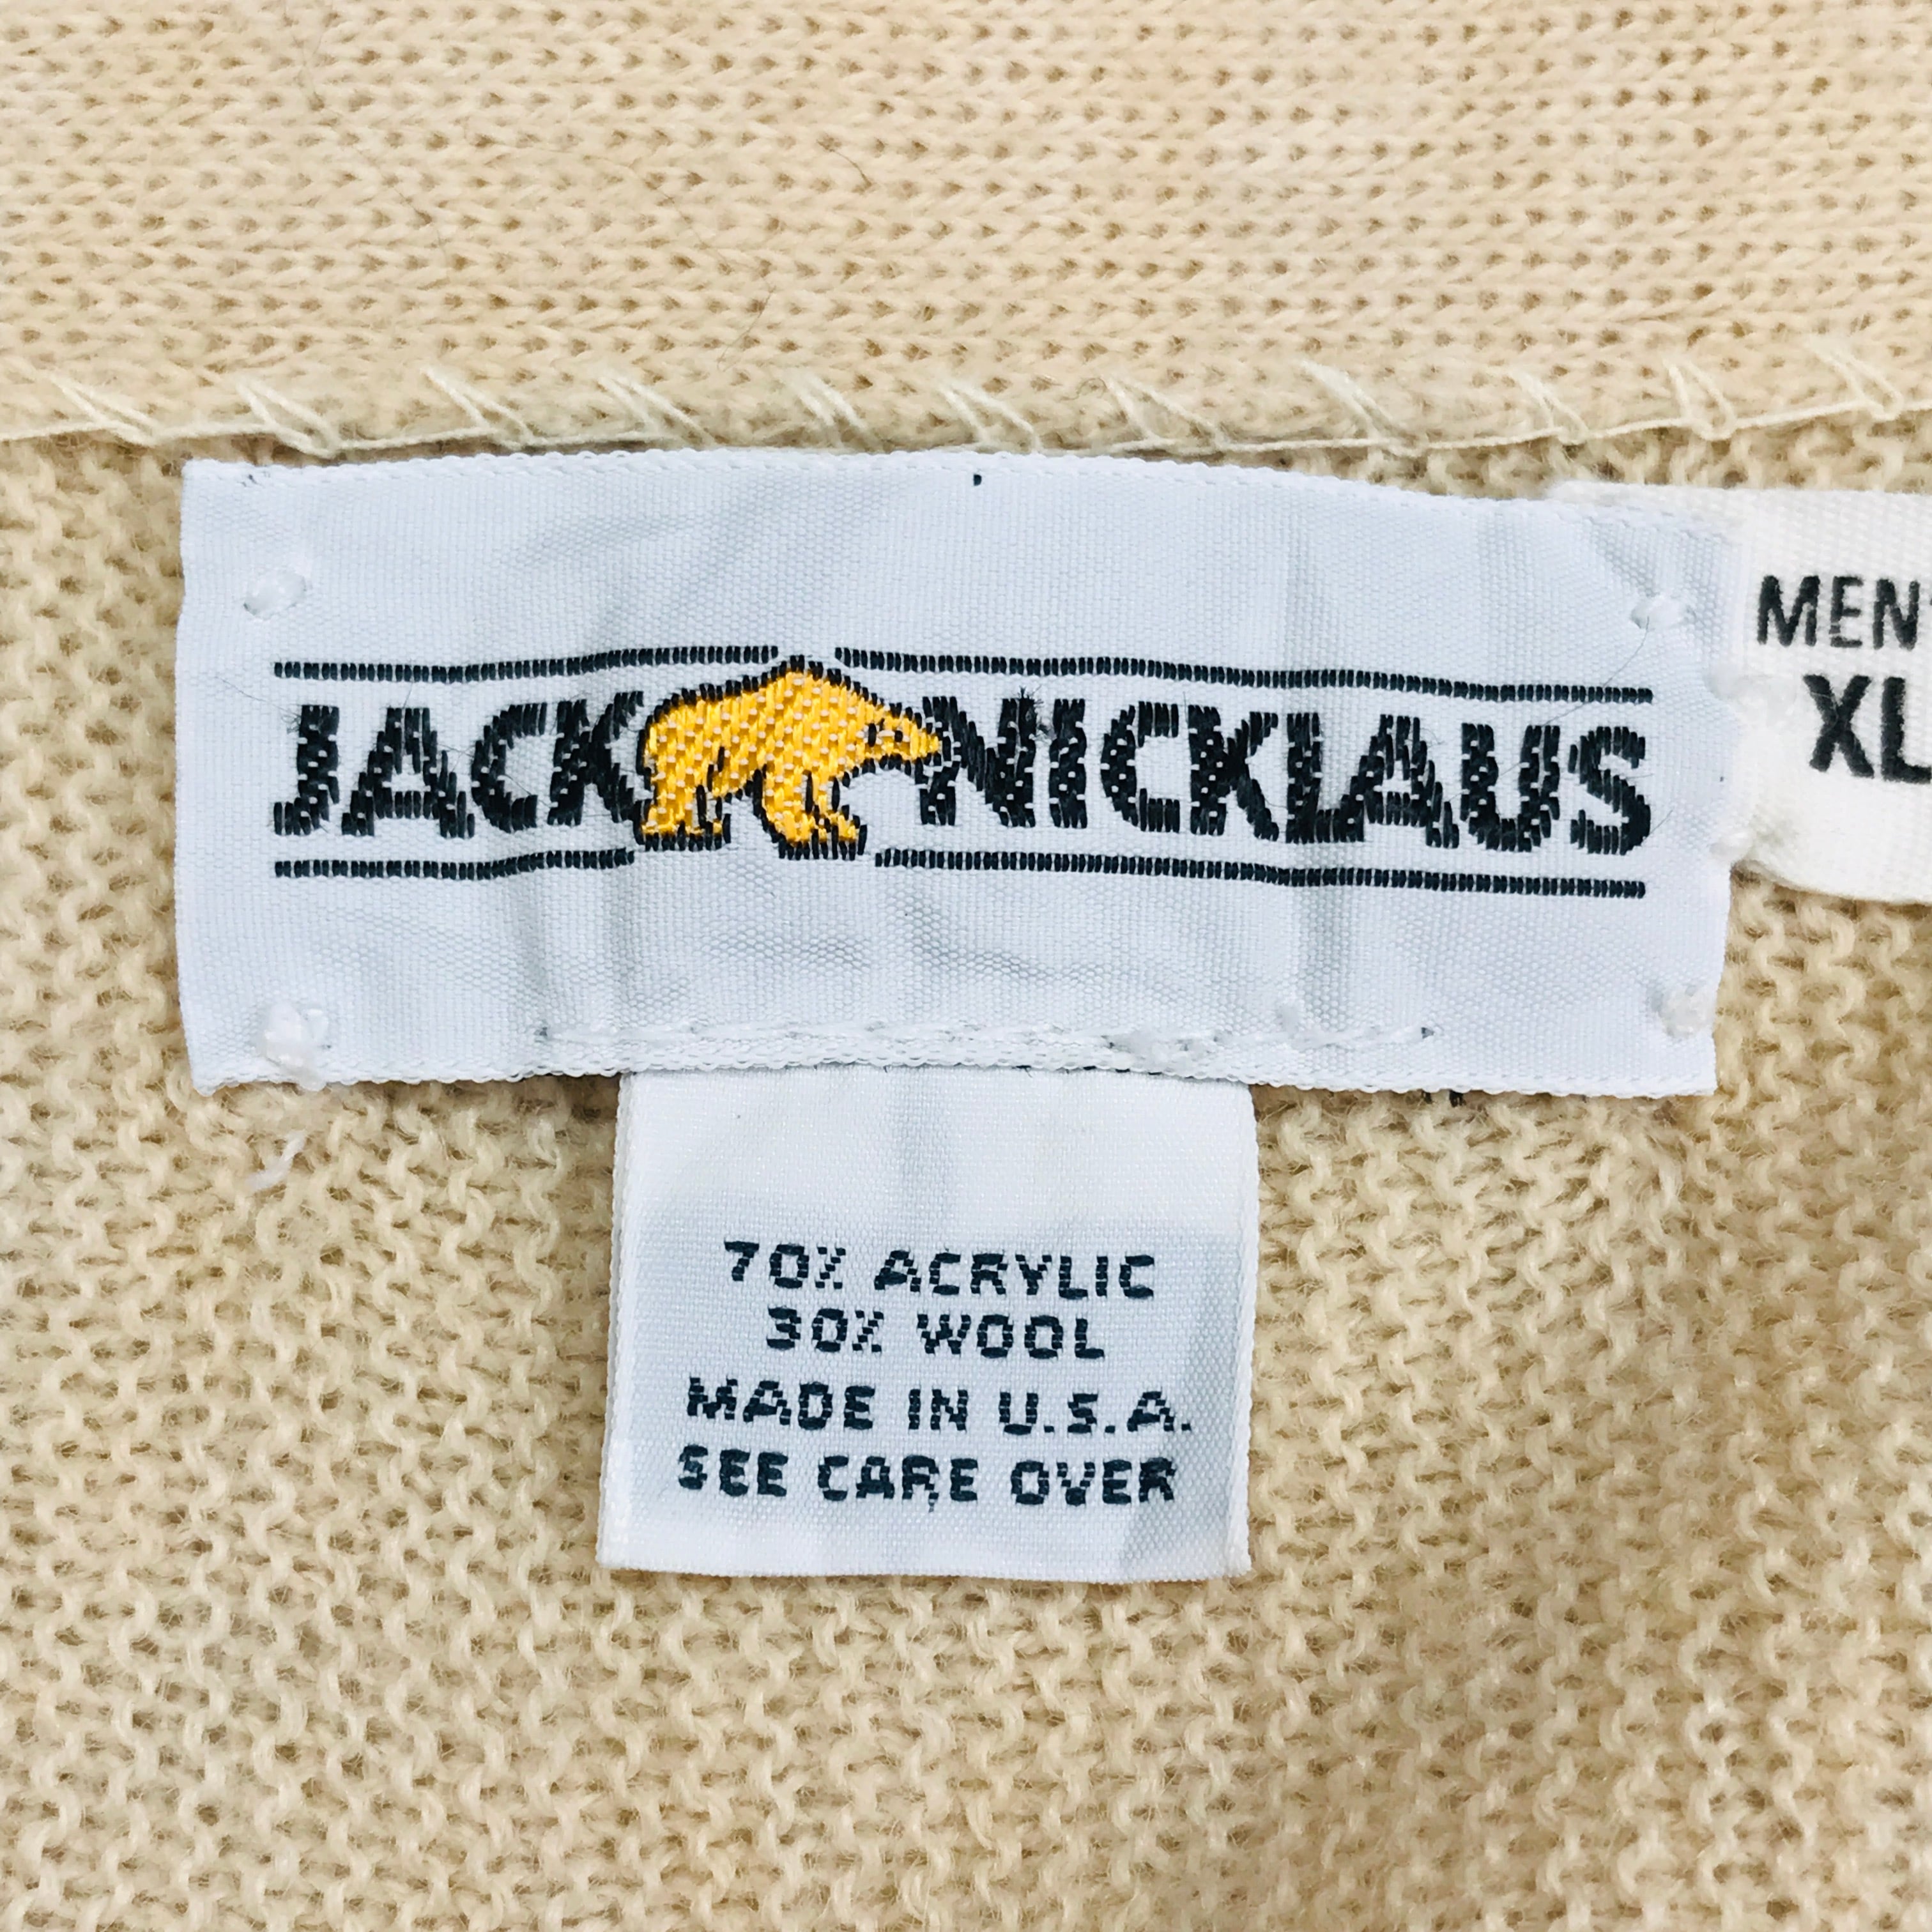 JACK NICKLAUS
MEN'
XL
70% ACRYLIC
30% WOOL
MADE IN U.S.A.
SEE CARE OVER